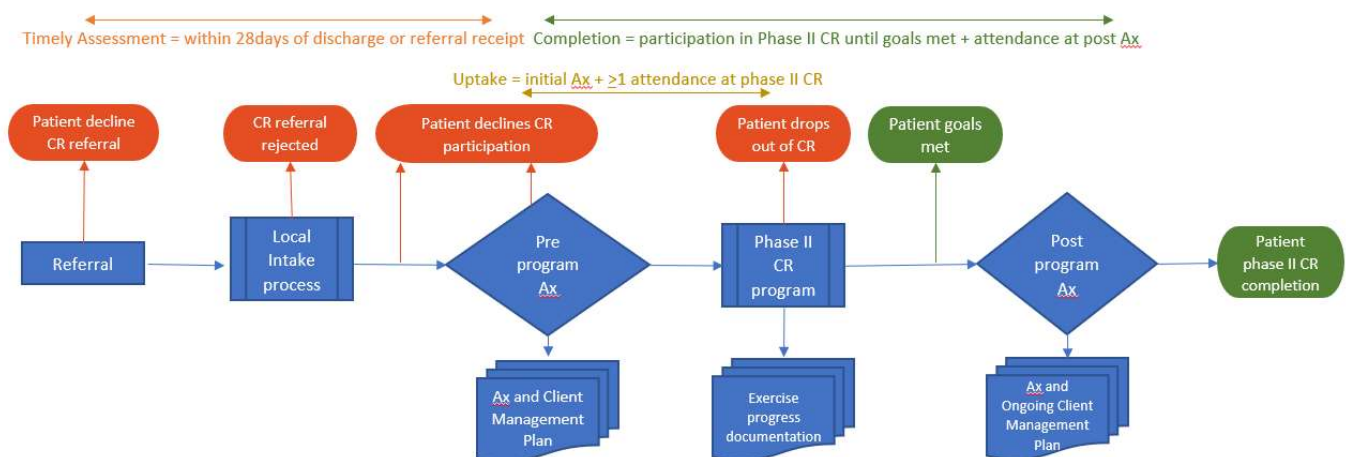 Timely Assessment = within 28days of discharge or referral receipt
Completion = participation in Phase II CR until goals met + attendance at post Ax
Uptake = initial Ax + >1 attendance at phase II CR
Patient decline
CR referral
CR referral
rejected
Patient declines CR
participation
Patient drops
out of CR
Patient goals
met
Referral
Local
Intake
process
Pre
program
Ax
Phase II
CR
program
Post
program
Ax
Patient
phase II CR
completion
Ax and Client
Management
Plan
Exercise
progress
documentation
Ax and
Ongoing Client
Management
Plan